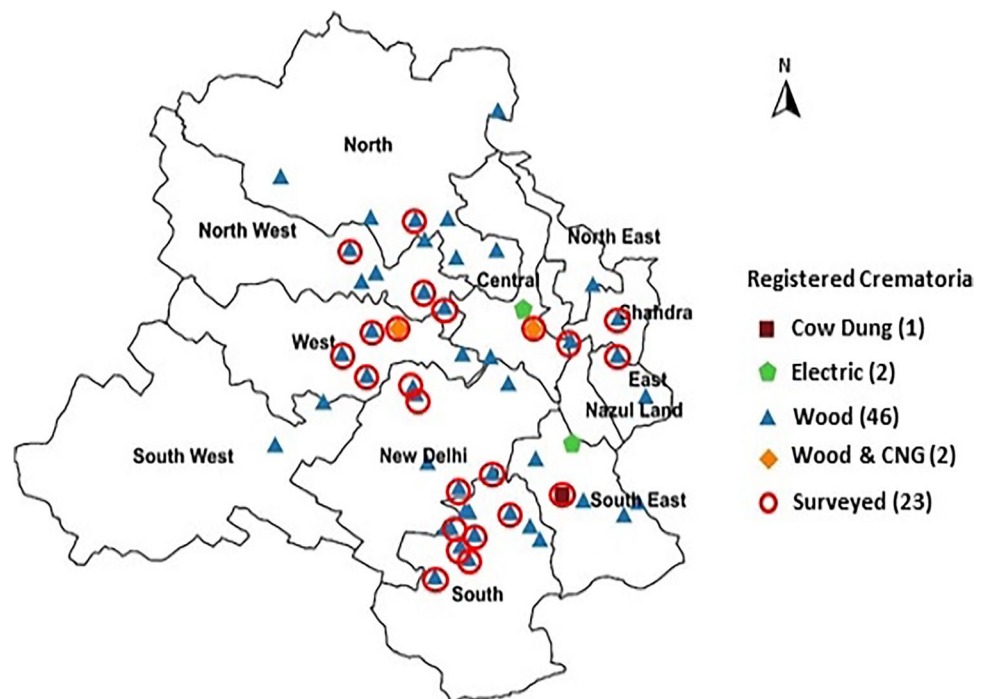 N
North
North West
North East
Central
Shandra
West
East
Nazul Land
South West
New Delhi
South East
South
Registered Crematoria
Cow Dung (1)
Electric (2)
Wood (46)
Wood & CNG (2)
Surveyed (23)